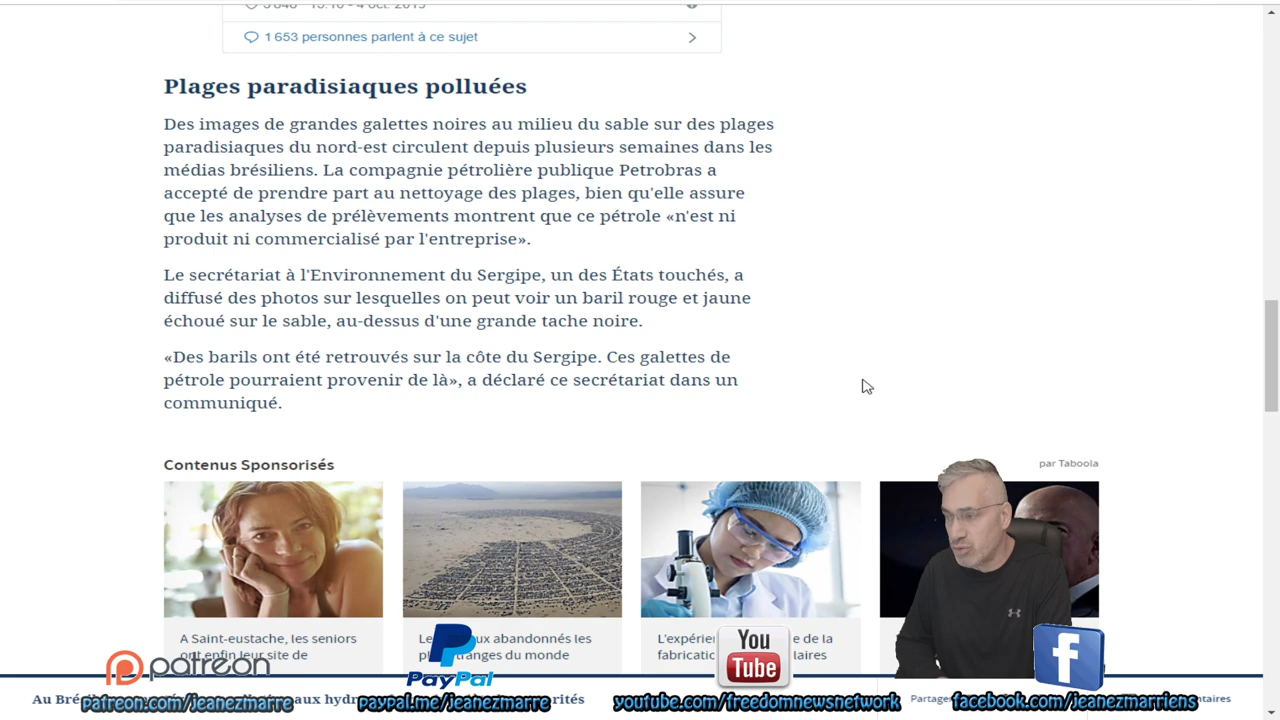 1 653 personnes parlent à ce sujet
Plages paradisiaques polluées
Des images de grandes galettes noires au milieu du sable sur des plages
paradisiaques du nord-est circulent depuis plusieurs semaines dans les
médias brésiliens. La compagnie pétrolière publique Petrobras a
accepté de prendre part au nettoyage des plages, bien qu'elle assure
que les analyses de prélèvements montrent que ce pétrole «n'est ni
produit ni commercialisé par l'entreprise».
Le secrétariat à l'Environnement du Sergipe, un des États touchés, a
diffusé des photos sur lesquelles on peut voir un baril rouge et jaune
échoué sur le sable, au-dessus d'une grande tache noire.
«Des barils ont été retrouvés sur la côte du Sergipe. Ces galettes de
pétrole pourraient provenir de là», a déclaré ce secrétariat dans un
communiqué.
Contenus Sponsorisés
par Taboola
A Saint-eustache, les seniors
ont enfin leur site de
abandonnés les
du monde
de la
patreon
PayPal
You
Tube
patreon.com/jeanezmarre
paypal.me/jeanezmarre
youtube.com/freedomnewsnetwork
facebook.com/jeanezmarriens